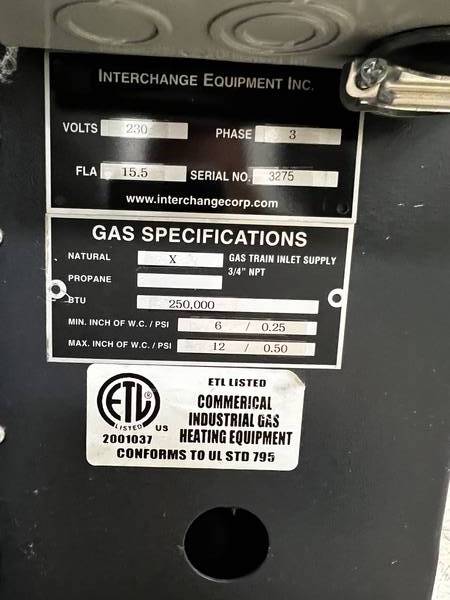 INTERCHANGE EQUIPMENT INC.
VOLTS 230 PHASE 3
FLA 15.5 SERIAL NO. 3275
www.interchangecorp.com
GAS SPECIFICATIONS
NATURAL X GAS TRAIN INLET SUPPLY
3/4" NPT
PROPANE
BTU 250,000
MIN. INCH OF W.C. / PSI 6 / 0.25
MAX. INCH OF W.C. / PSI 12 / 0.50
ETL LISTED
ETL LISTED US
2001037
COMMERICAL
INDUSTRIAL GAS
HEATING EQUIPMENT
CONFORMS TO UL STD 795